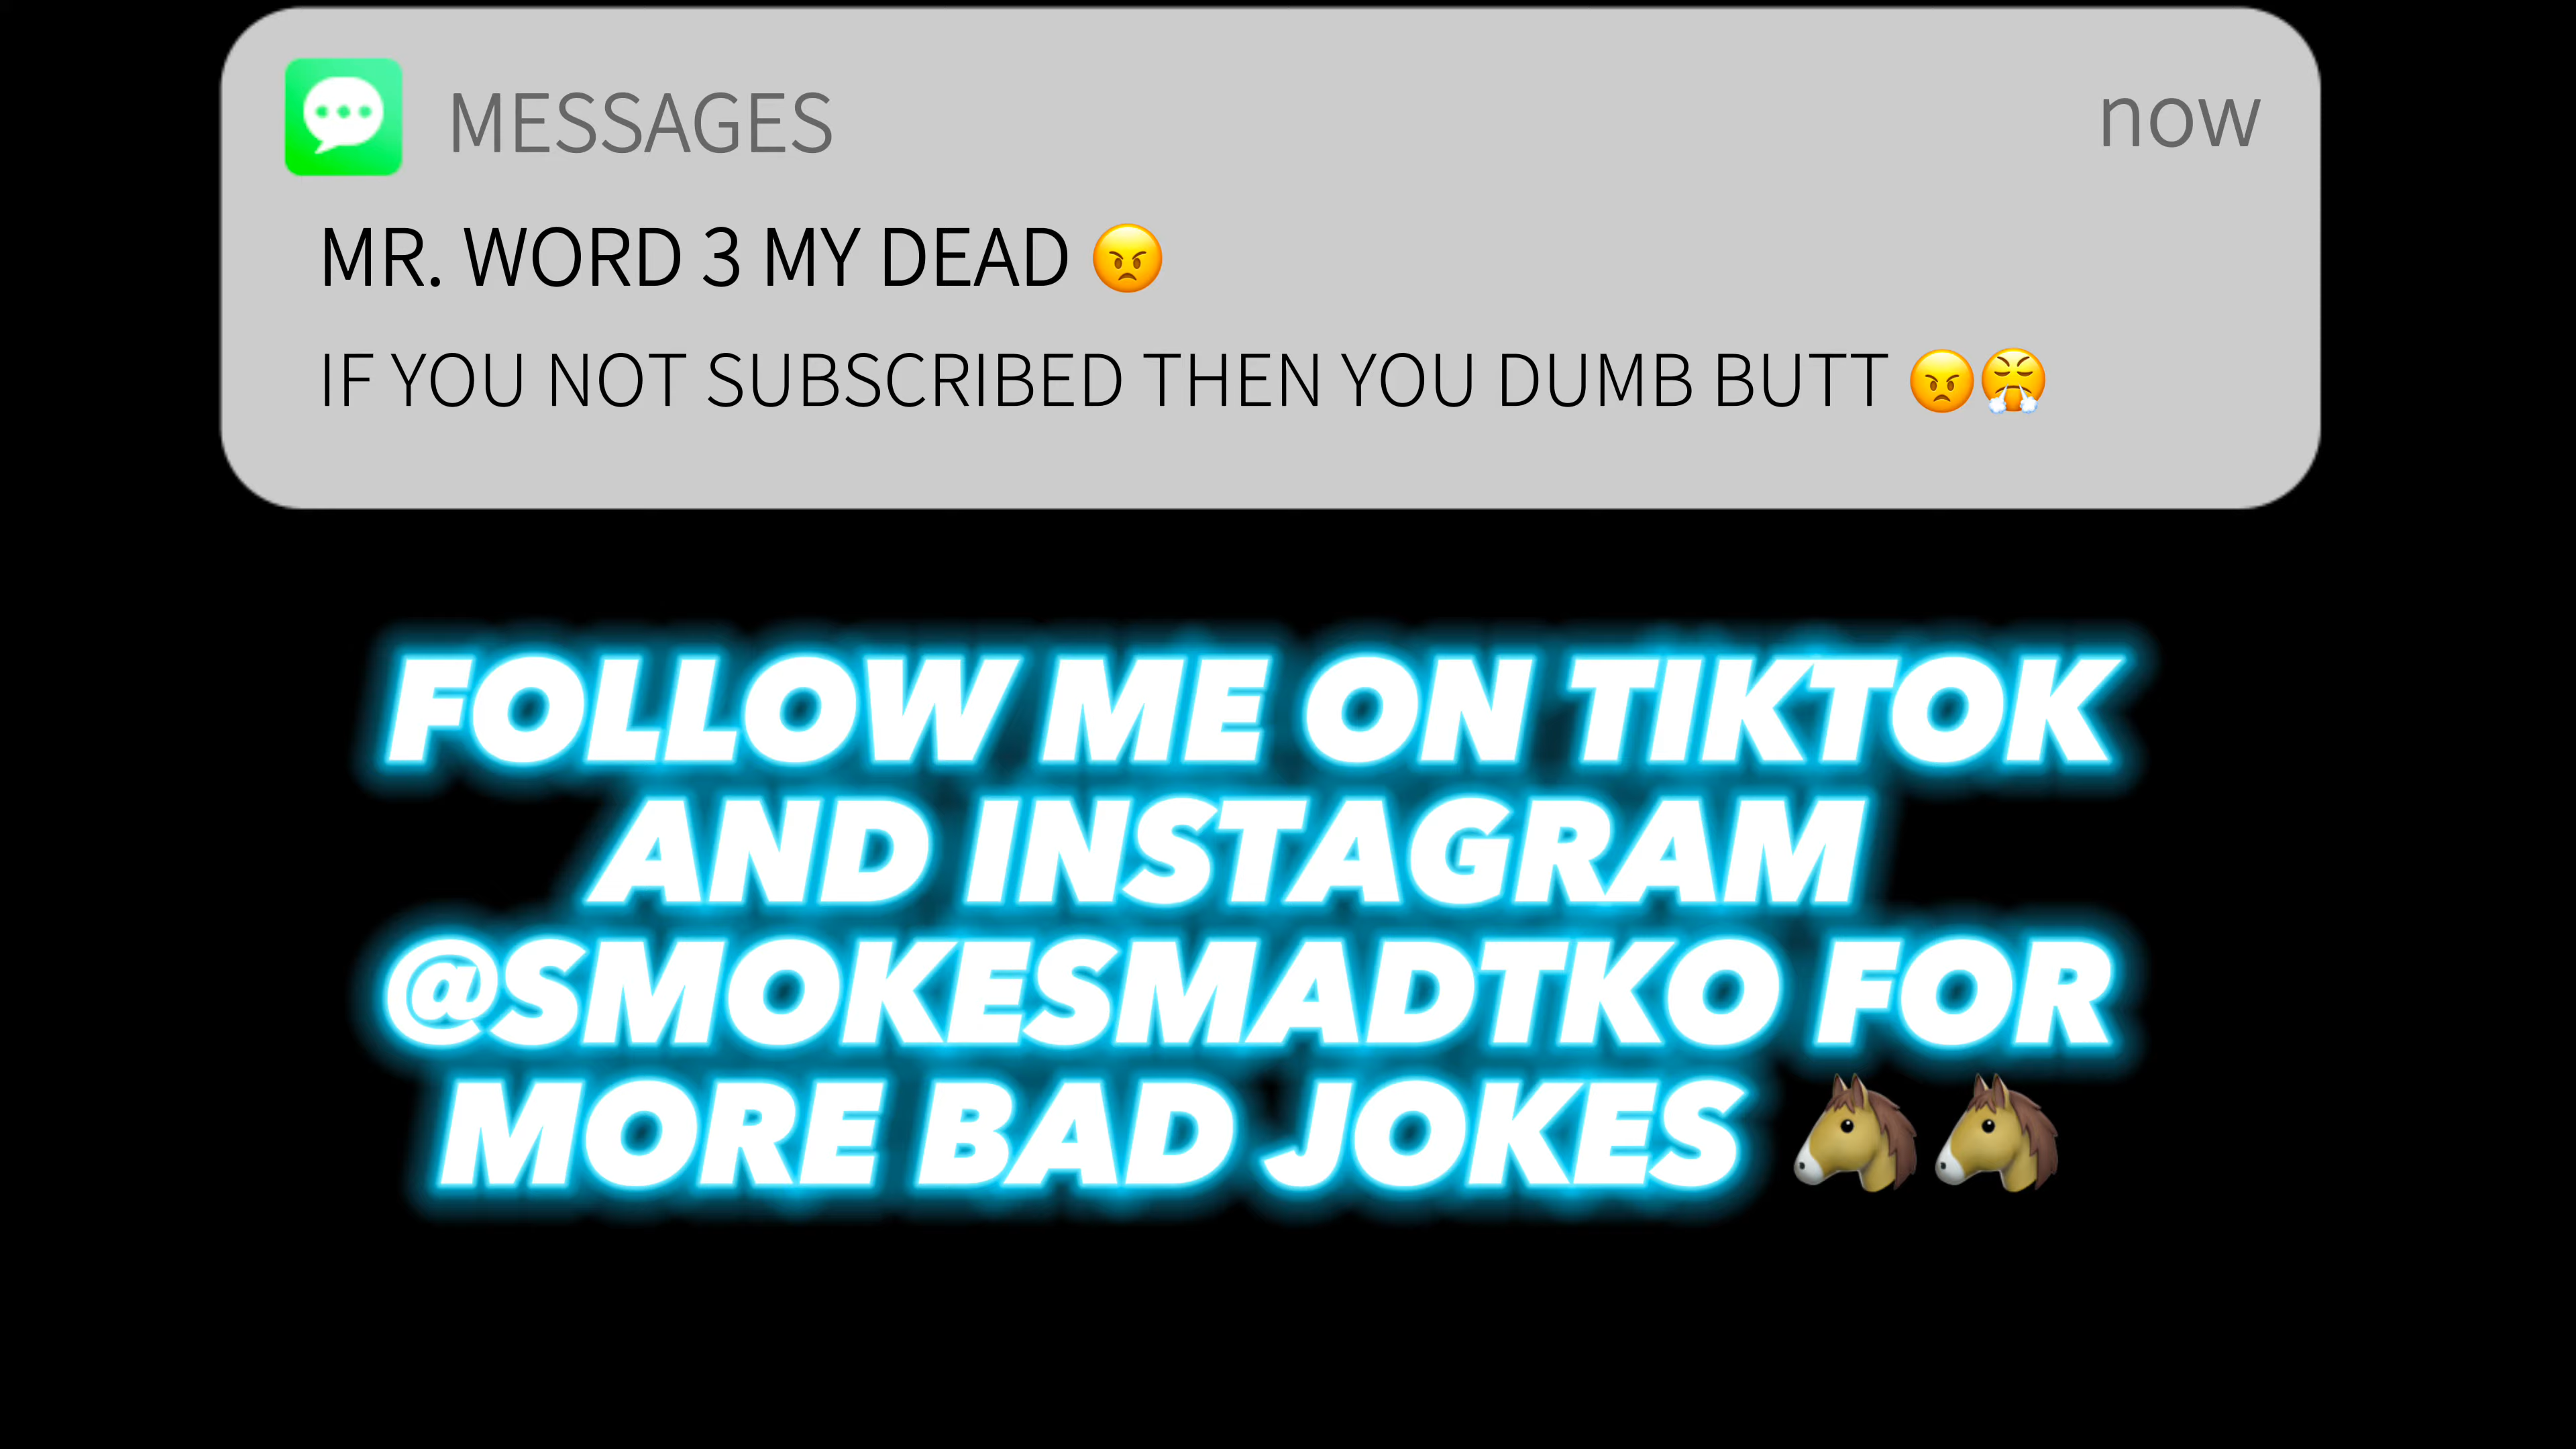 MESSAGES now
MR. WORD 3 MY DEAD 😠
IF YOU NOT SUBSCRIBED THEN YOU DUMB BUTT 😠😤
FOLLOW ME ON TIKTOK
AND INSTAGRAM
@SMOKESMADTKO FOR
MORE BAD JOKES 🐴🐴